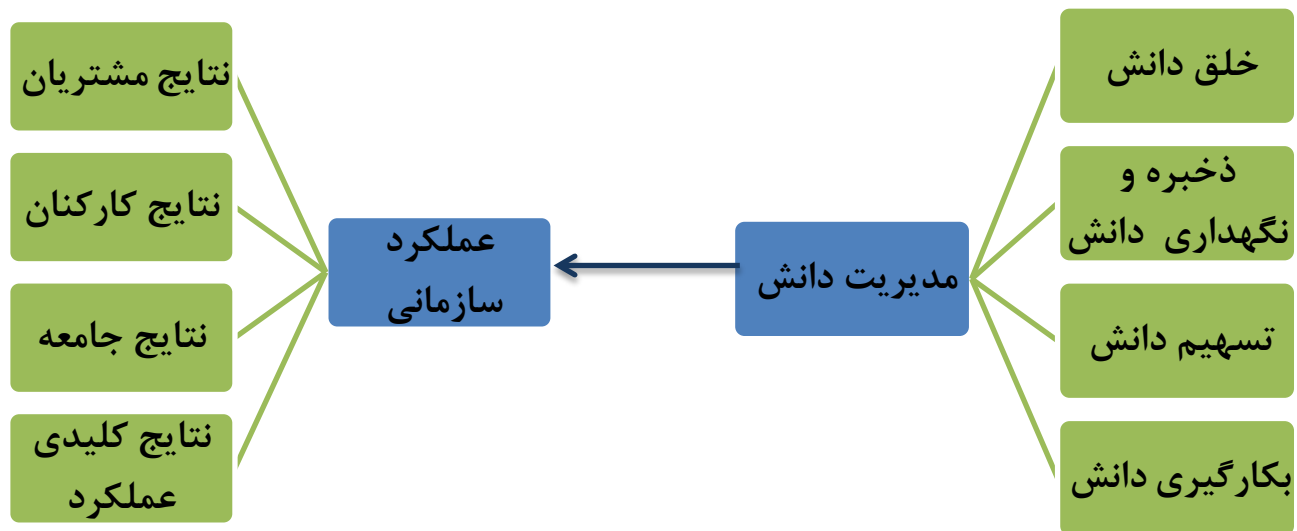 خلق دانش
ذخبره و
نگهداری دانش
تسهیم دانش
بکارگیری دانش
مدیریت دانش
عملکرد
سازمانی
نتایج مشتریان
نتایج کارکنان
نتایج جامعه
نتایج کلیدی
عملکرد